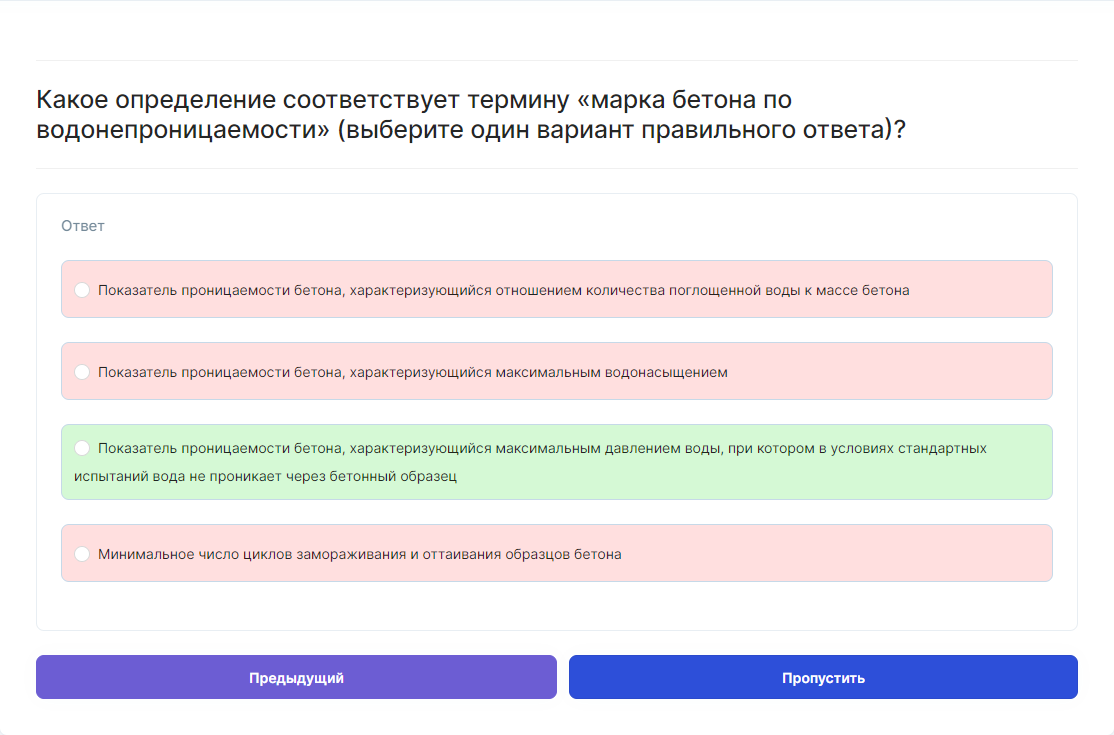 Какое определение соответствует термину «марка бетона по
водонепроницаемости» (выберите один вариант правильного ответа)?
Ответ
Показатель проницаемости бетона, характеризующийся отношением количества поглощенной воды к массе бетона
Показатель проницаемости бетона, характеризующийся максимальным водонасыщением
Показатель проницаемости бетона, характеризующийся максимальным давлением воды, при котором в условиях стандартных
испытаний вода не проникает через бетонный образец
Минимальное число циклов замораживания и оттаивания образцов бетона
Предыдущий
Пропустить